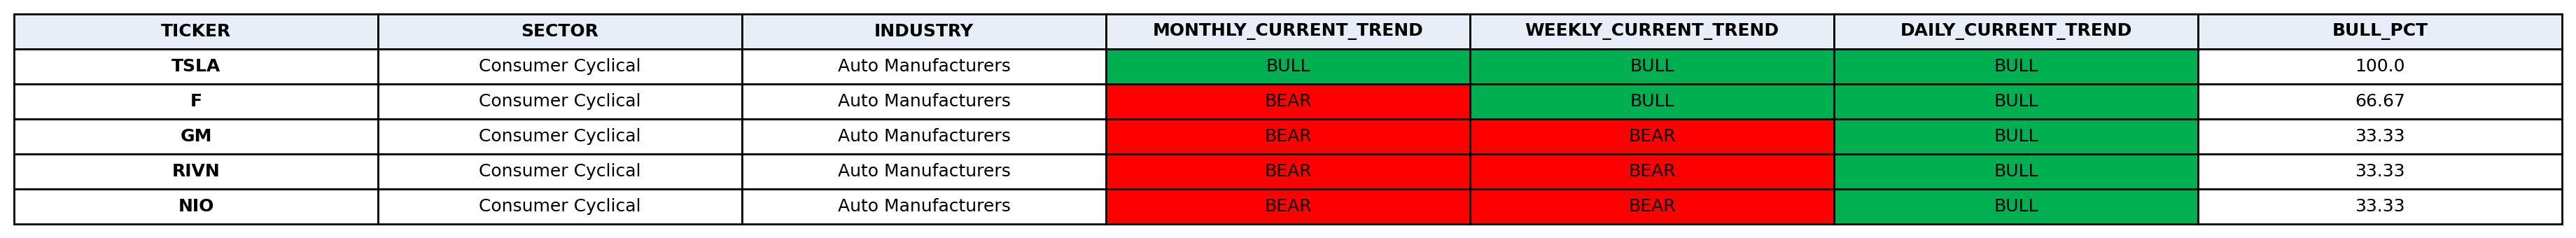 TICKER SECTOR INDUSTRY MONTHLY_CURRENT_TREND WEEKLY_CURRENT_TREND DAILY_CURRENT_TREND BULL_PCT
TSLA Consumer Cyclical Auto Manufacturers BULL BULL BULL 100.0
F Consumer Cyclical Auto Manufacturers BEAR BULL BULL 66.67
GM Consumer Cyclical Auto Manufacturers BEAR BEAR BULL 33.33
RIVN Consumer Cyclical Auto Manufacturers BEAR BEAR BULL 33.33
NIO Consumer Cyclical Auto Manufacturers BEAR BEAR BULL 33.33